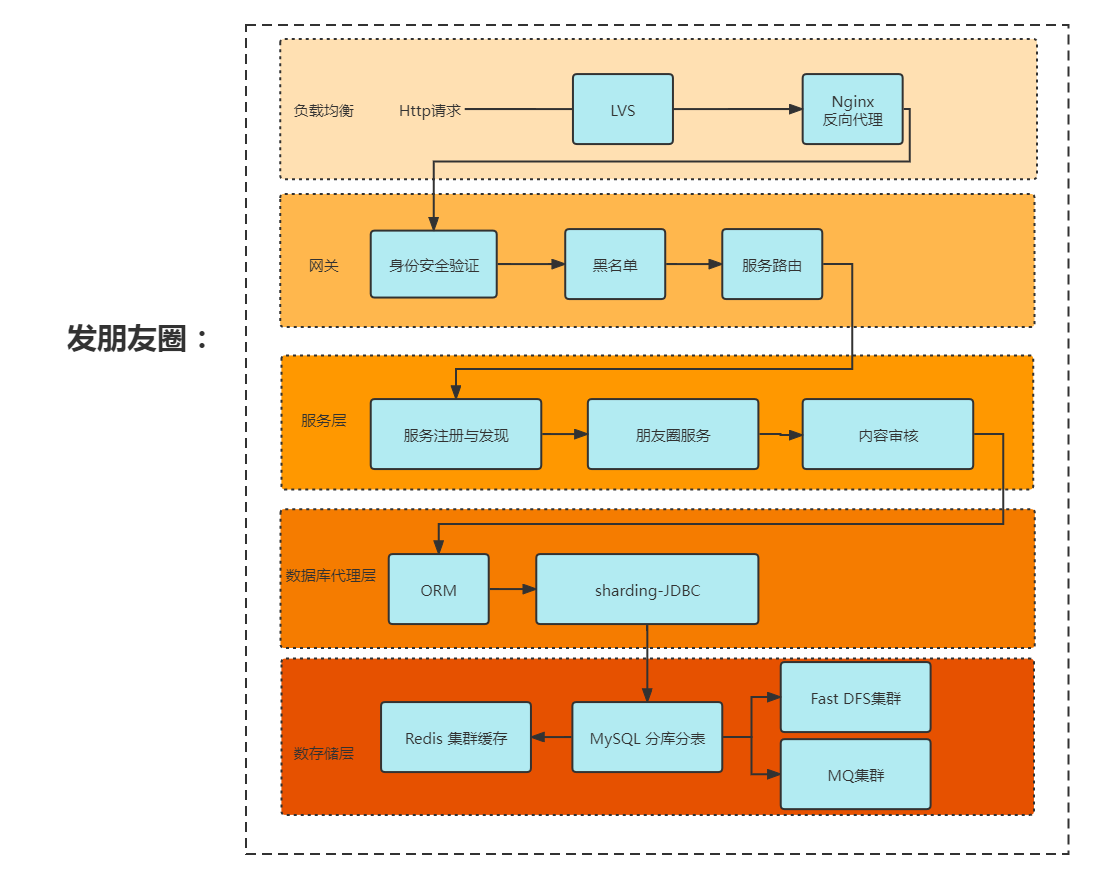 发朋友圈：
负载均衡
Http请求
LVS
Nginx
反向代理
网关
身份安全验证
黑名单
服务路由
服务层
服务注册与发现
朋友圈服务
内容审核
数据库代理层
ORM
sharding-JDBC
数存储层
Redis 集群缓存
MySQL 分库分表
Fast DFS集群
MQ集群